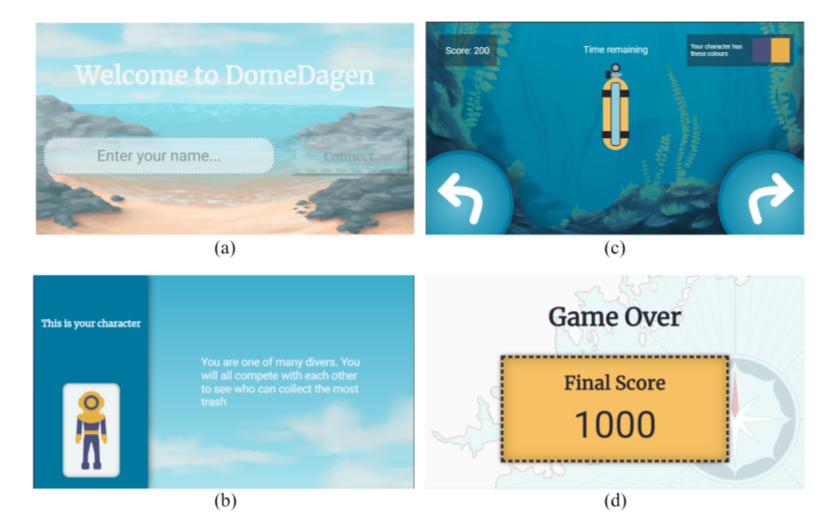 Welcome to DomeDagen
Enter your name...
Connect
(a)
Score: 200
Time remaining
Your character has
these colours
(c)
This is your character
You are one of many divers. You
will all compete with each other
to see who can collect the most
trash
(b)
Game Over
Final Score
1000
(d)